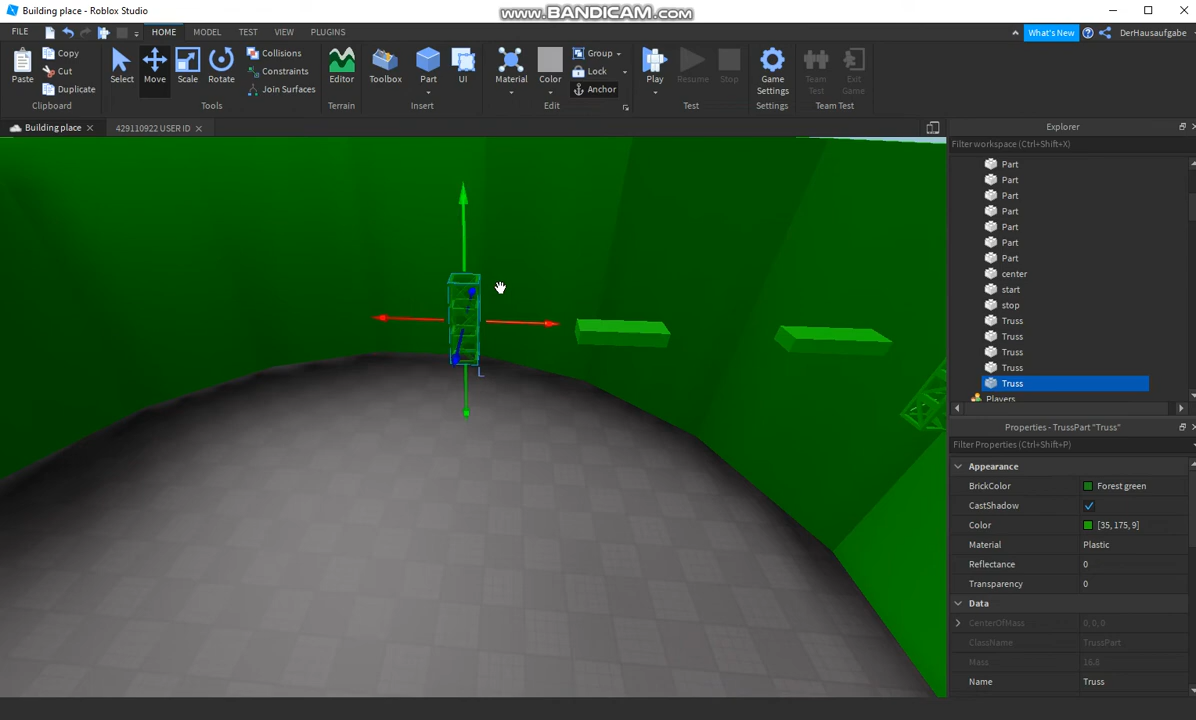 Building place - Roblox Studio
www.BANDICAM.com
FILE HOME MODEL TEST VIEW PLUGINS What's New DerHausaufgabe
Copy Collisions Group
Cut Constraints Lock
Duplicate Join Surfaces Anchor
Paste Select Move Scale Rotate Editor Toolbox Part UI Material Color Play Resume Stop Game Settings Team Test Exit Game
Clipboard Tools Terrain Insert Edit Test Settings Team Test
Building place 429110922 USER ID Explorer
Filter workspace (Ctrl+Shift+X)
Part
Part
Part
Part
Part
Part
Part
center
start
stop
Truss
Truss
Truss
Truss
Truss
Players
L
Properties - TrussPart "Truss"
Filter Properties (Ctrl+Shift+P)
Appearance
BrickColor Forest green
CastShadow
Color [35, 175, 9]
Material Plastic
Reflectance 0
Transparency 0
Data
CenterOfMass 0, 0, 0
ClassName TrussPart
Mass 16.8
Name Truss